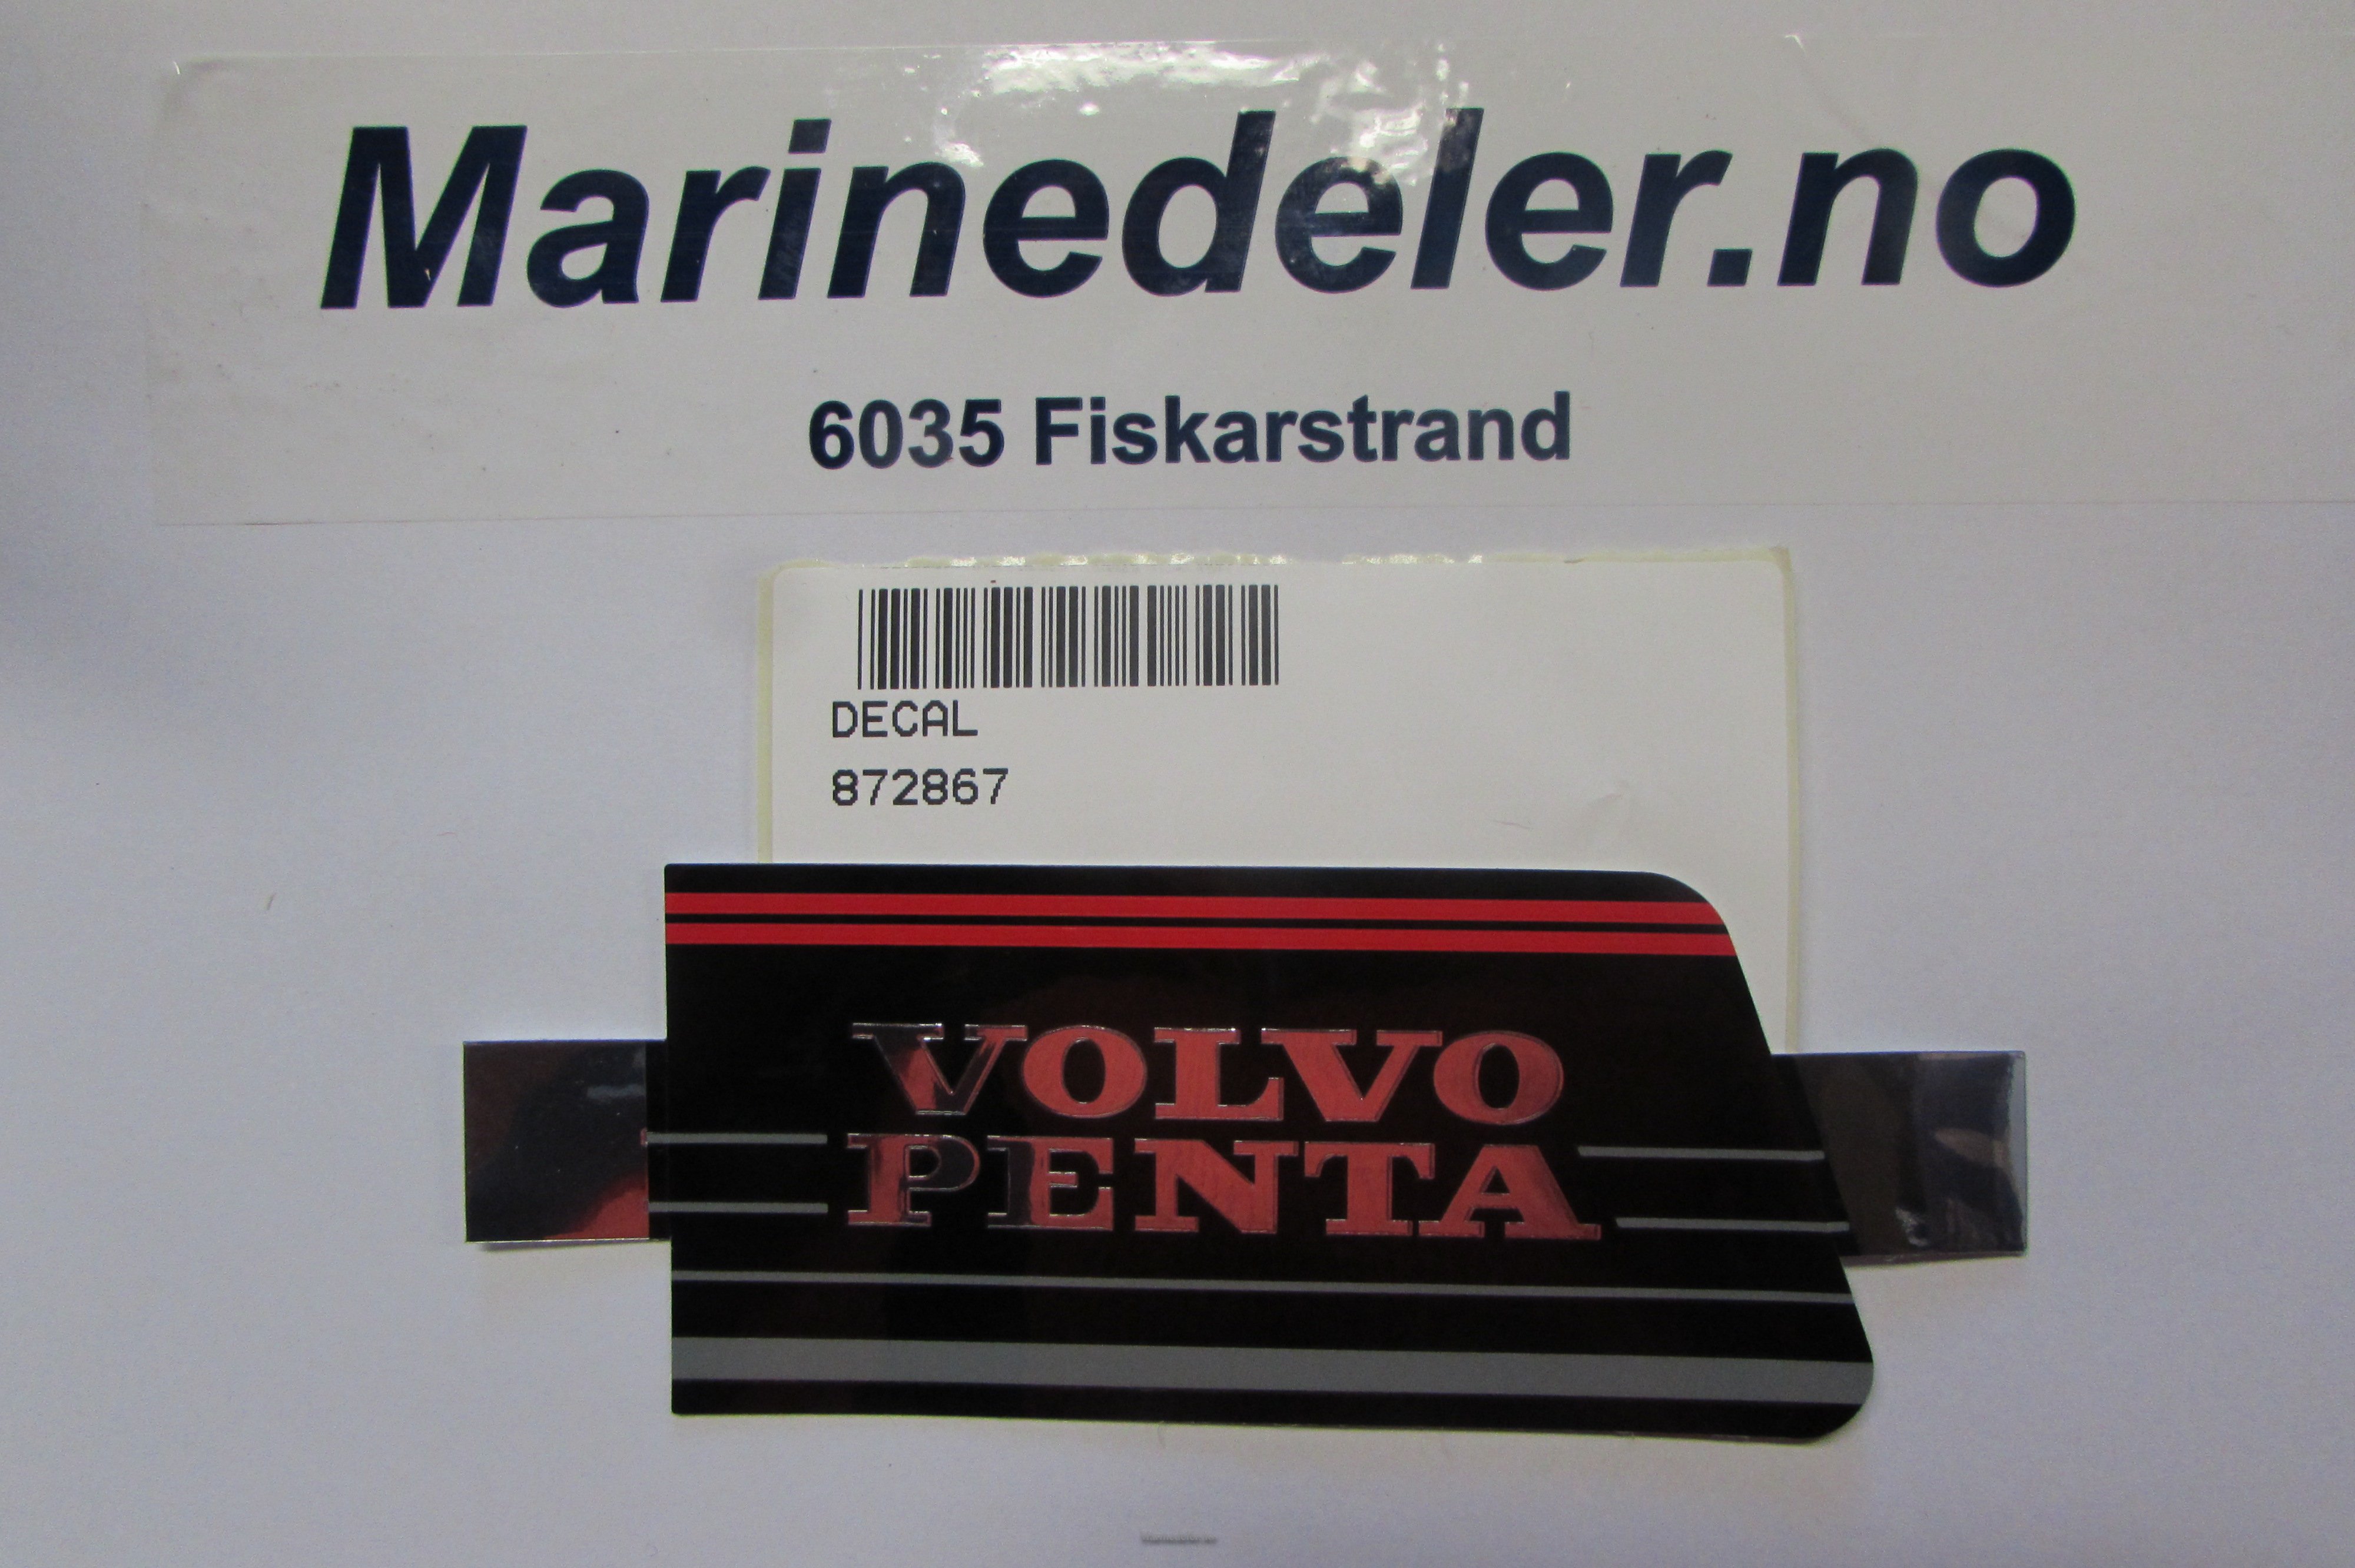 Marinedeler.no
6035 Fiskarstrand
DECAL
872867
VOLVO
PENTA